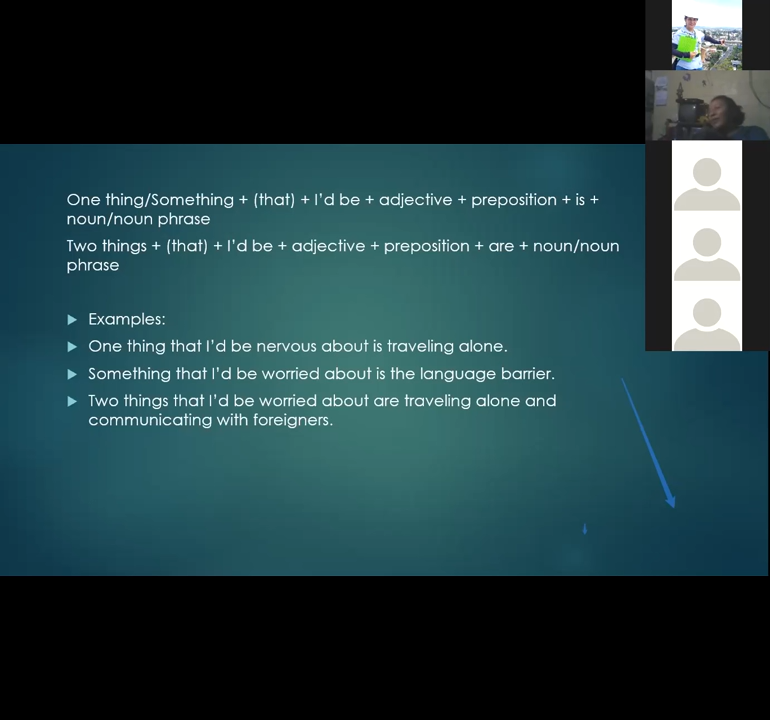 One thing/Something + (that) + I’d be + adjective + preposition + is +
noun/noun phrase
Two things + (that) + I’d be + adjective + preposition + are + noun/noun
phrase
Examples:
One thing that I’d be nervous about is traveling alone.
Something that I’d be worried about is the language barrier.
Two things that I’d be worried about are traveling alone and
communicating with foreigners.